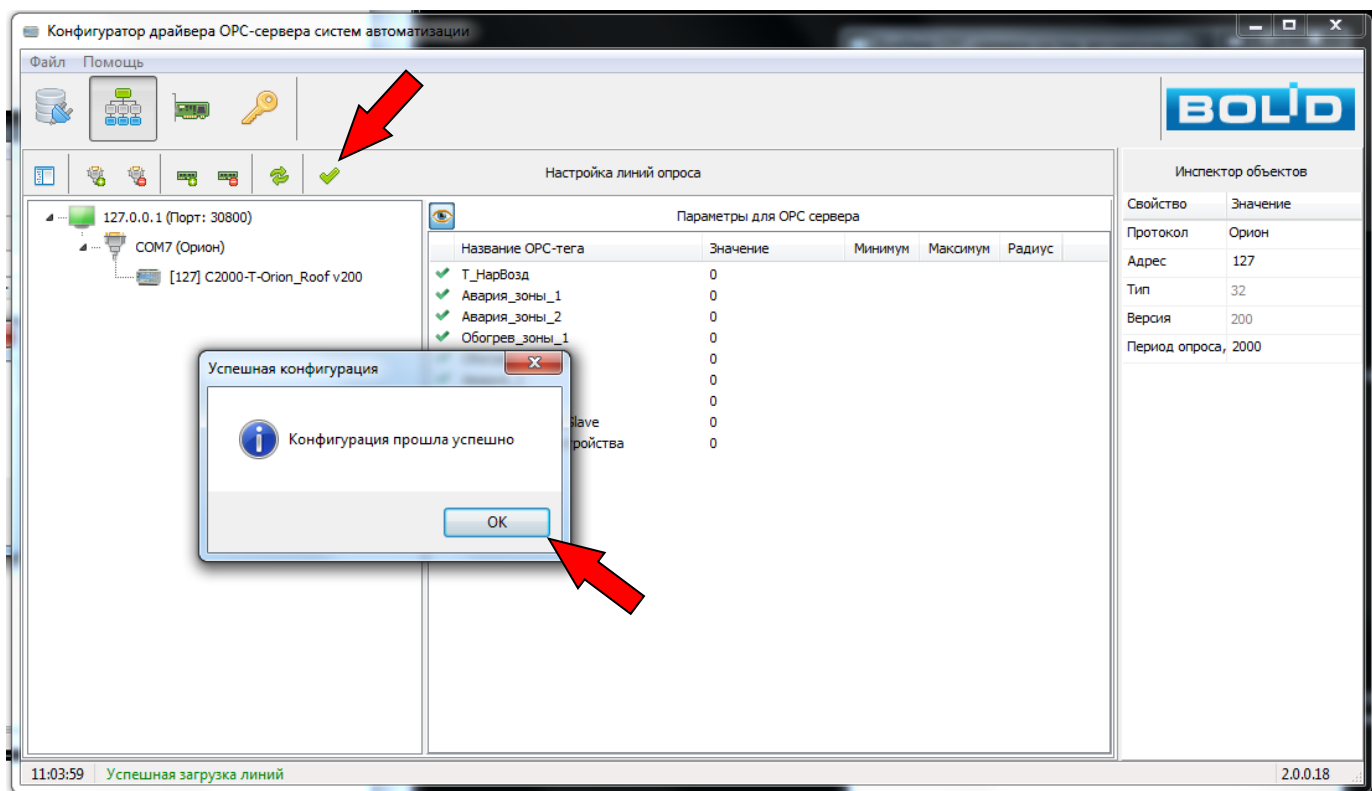 Конфигуратор драйвера OPC-сервера систем автоматизации
Файл Помощь
BOLID
Настройка линий опроса
Инспектор объектов
127.0.0.1 (Порт: 30800)
COM7 (Орион)
[127] C2000-T-Orion_Roof v200
Параметры для OPC сервера
Название OPC-тега Значение Минимум Максимум Радиус
Т_НарВозд 0
Авария_зоны_1 0
Авария_зоны_2 0
Обогрев_зоны_1 0
0
0
0
Slave 0
0
Свойство Значение
Протокол Орион
Адрес 127
Тип 32
Версия 200
Период опроса, 2000
Успешная конфигурация
Конфигурация прошла успешно
OK
11:03:59 Успешная загрузка линий 2.0.0.18